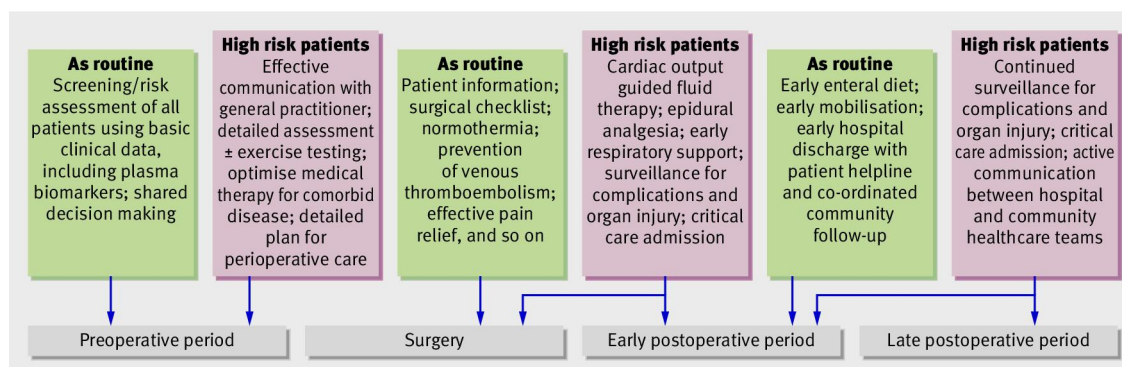 As routine
Screening/risk
assessment of all
patients using basic
clinical data,
including plasma
biomarkers; shared
decision making
High risk patients
Effective
communication with
general practitioner;
detailed assessment
± exercise testing;
optimise medical
therapy for comorbid
disease; detailed
plan for
perioperative care
As routine
Patient information;
surgical checklist;
normothermia;
prevention
of venous
thromboembolism;
effective pain
relief, and so on
High risk patients
Cardiac output
guided fluid
therapy; epidural
analgesia; early
respiratory support;
surveillance for
complications and
organ injury; critical
care admission
As routine
Early enteral diet;
early mobilisation;
early hospital
discharge with
patient helpline
and co-ordinated
community
follow-up
High risk patients
Continued
surveillance for
complications and
organ injury; critical
care admission; active
communication
between hospital
and community
healthcare teams
Preoperative period
Surgery
Early postoperative period
Late postoperative period